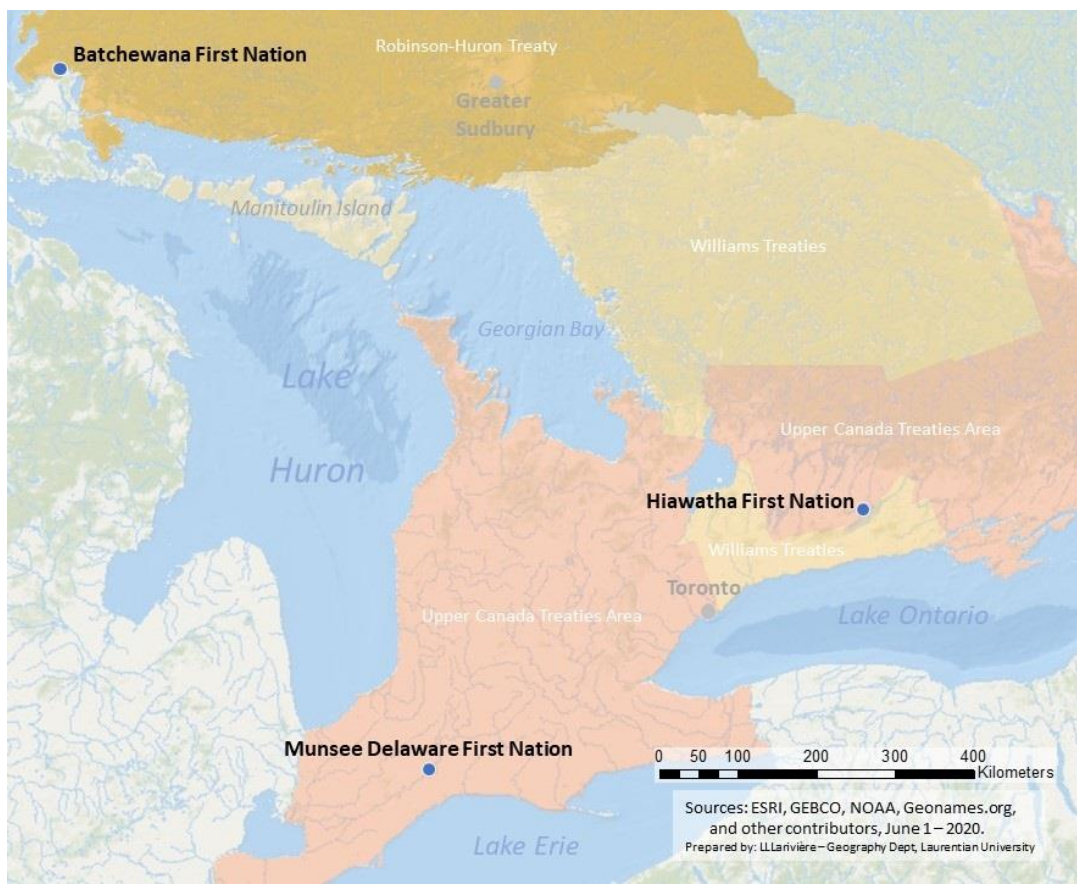 Batchewana First Nation
Robinson-Huron Treaty
Greater
Sudbury
Manitoulin Island
Williams Treaties
Georgian Bay
Lake
Huron
Upper Canada Treaties Area
Hiawatha First Nation
Williams Treaties
Toronto
Upper Canada Treaties Area
Lake Ontario
Munsee Delaware First Nation
0 50 100 200 300 400
Kilometers
Sources: ESRI, GEBCO, NOAA, Geonames.org,
and other contributors, June 1 – 2020.
Prepared by: LLLarivière – Geography Dept, Laurentian University
Lake Erie